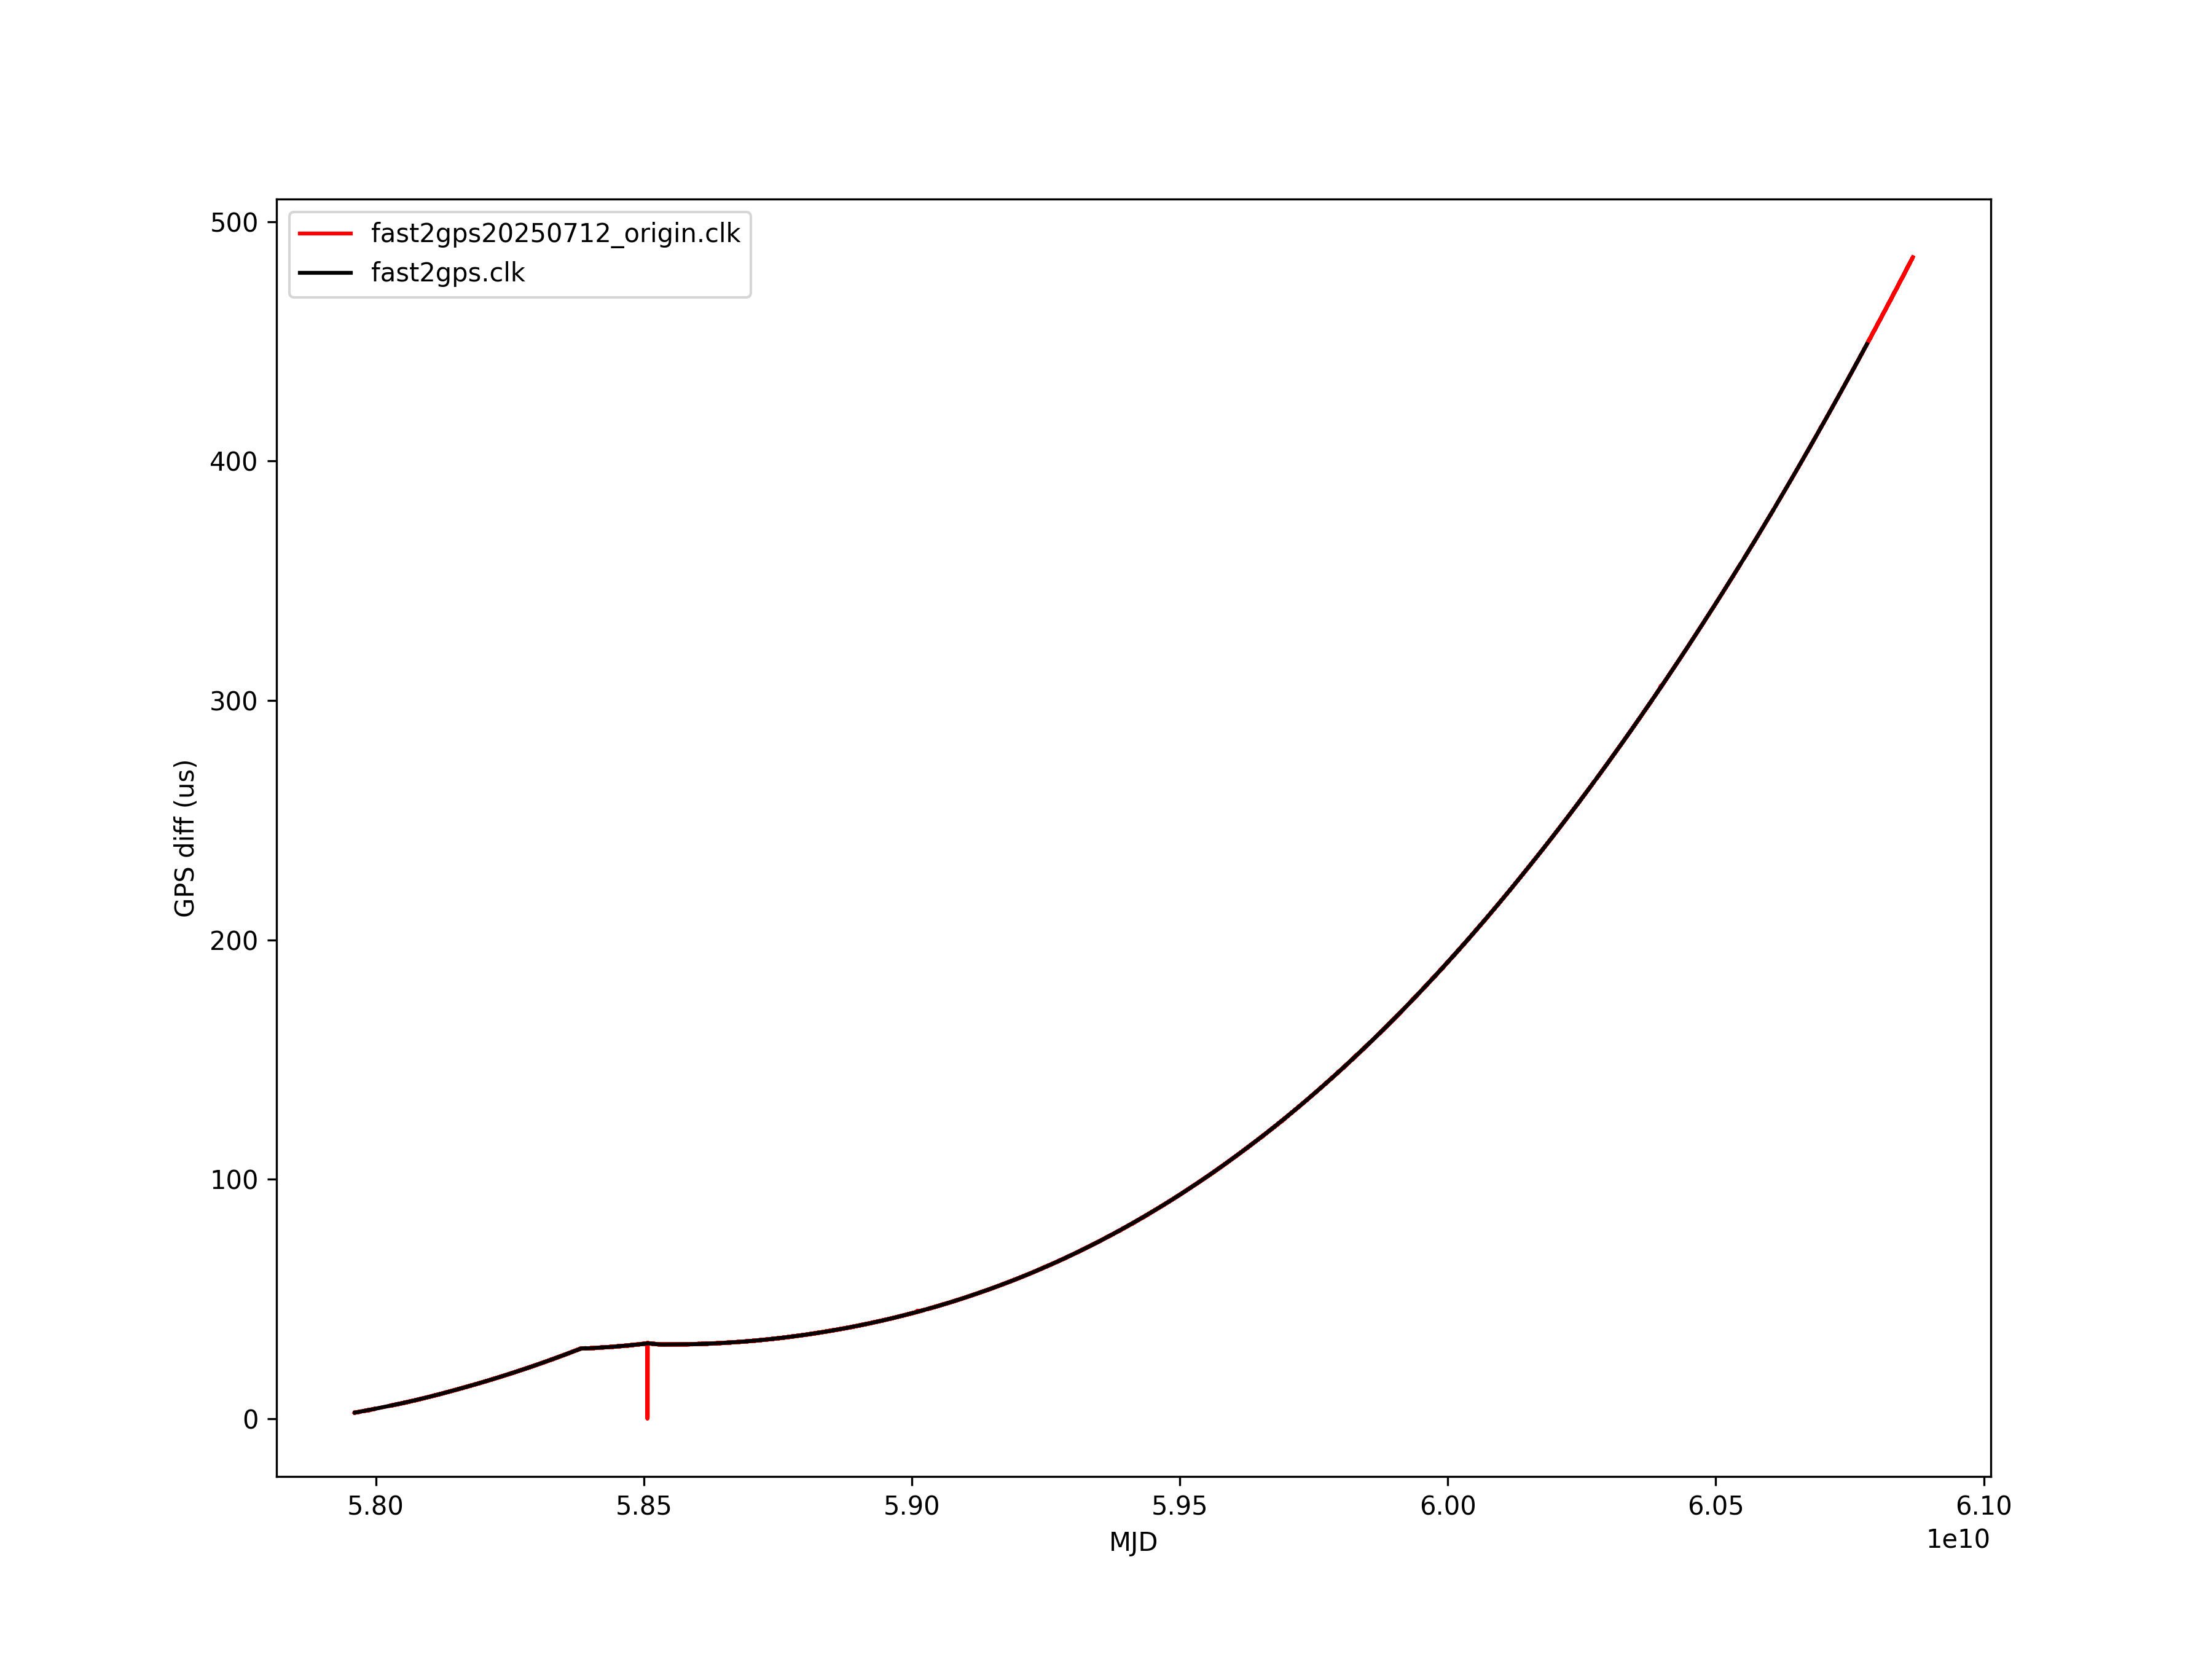 fast2gps20250712_origin.clk
fast2gps.clk
500
400
300
200
100
0
GPS diff (us)
5.80 5.85 5.90 5.95 6.00 6.05 6.10
1e10
MJD